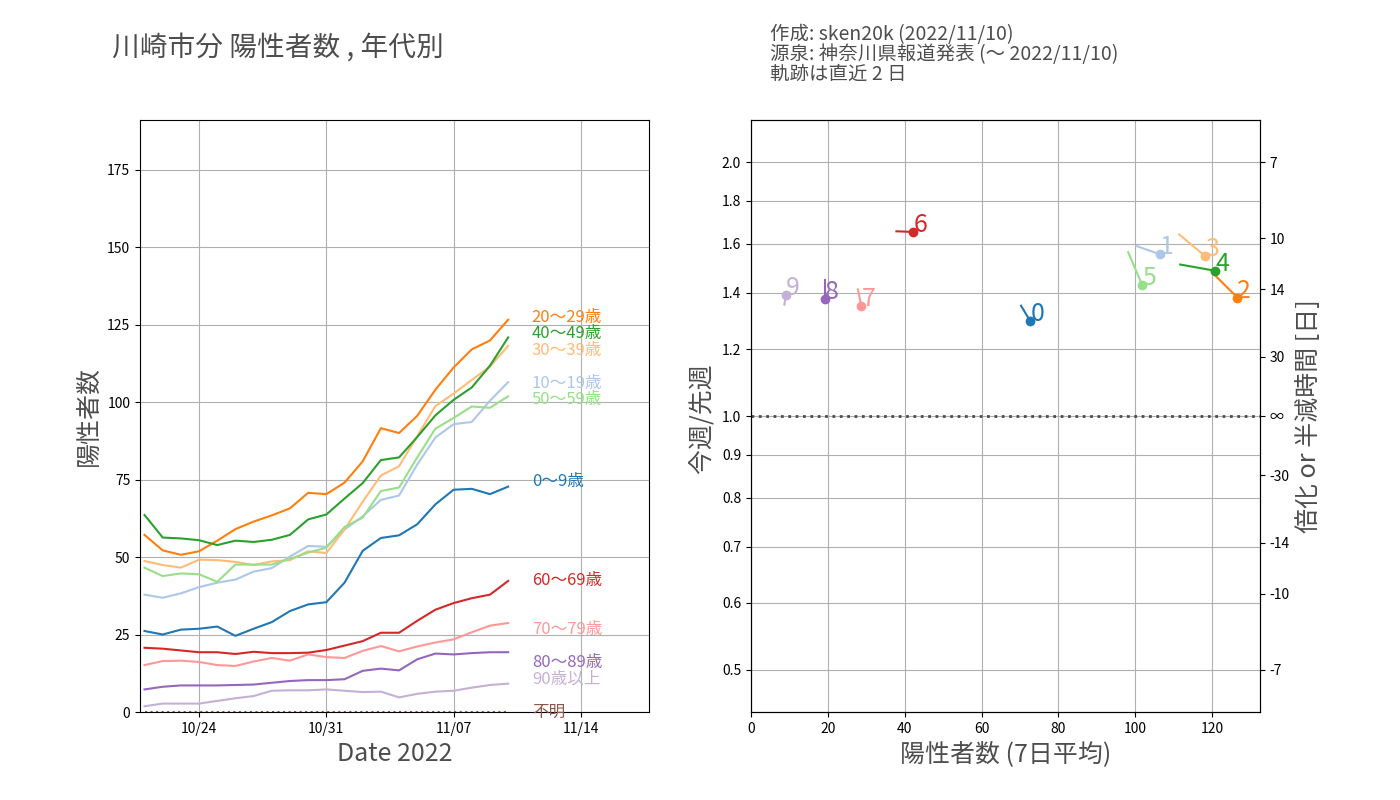 川崎市分 陽性者数 , 年代別
作成: sken20k (2022/11/10)
源泉: 神奈川県報道発表 (〜 2022/11/10)
軌跡は直近 2 日
陽性者数
175
150
125
100
75
50
25
0
10/24
10/31
11/07
11/14
Date 2022
20〜29歳
40〜49歳
30〜39歳
10〜19歳
50〜59歳
0〜9歳
60〜69歳
70〜79歳
80〜89歳
90歳以上
不明
今週/先週
2.0
1.8
1.6
1.4
1.2
1.0
0.9
0.8
0.7
0.6
0.5
6
1
3
4
5
2
9
8
7
0
0
20
40
60
80
100
120
陽性者数 (7日平均)
7
10
14
30
∞
-30
-14
-10
-7
倍化 or 半減時間 [日]